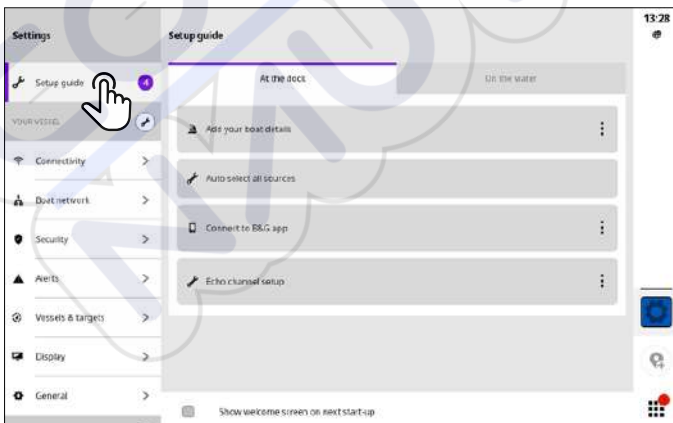 13:28
Settings
Setup guide
Setup guide
4
At the dock
On the water
YOUR VESSEL
Add your boat details
Connectivity
Auto select all sources
Boat network
Connect to B&G app
Security
Alerts
Echo channel setup
Vessels & targets
Display
General
Show welcome screen on next start-up